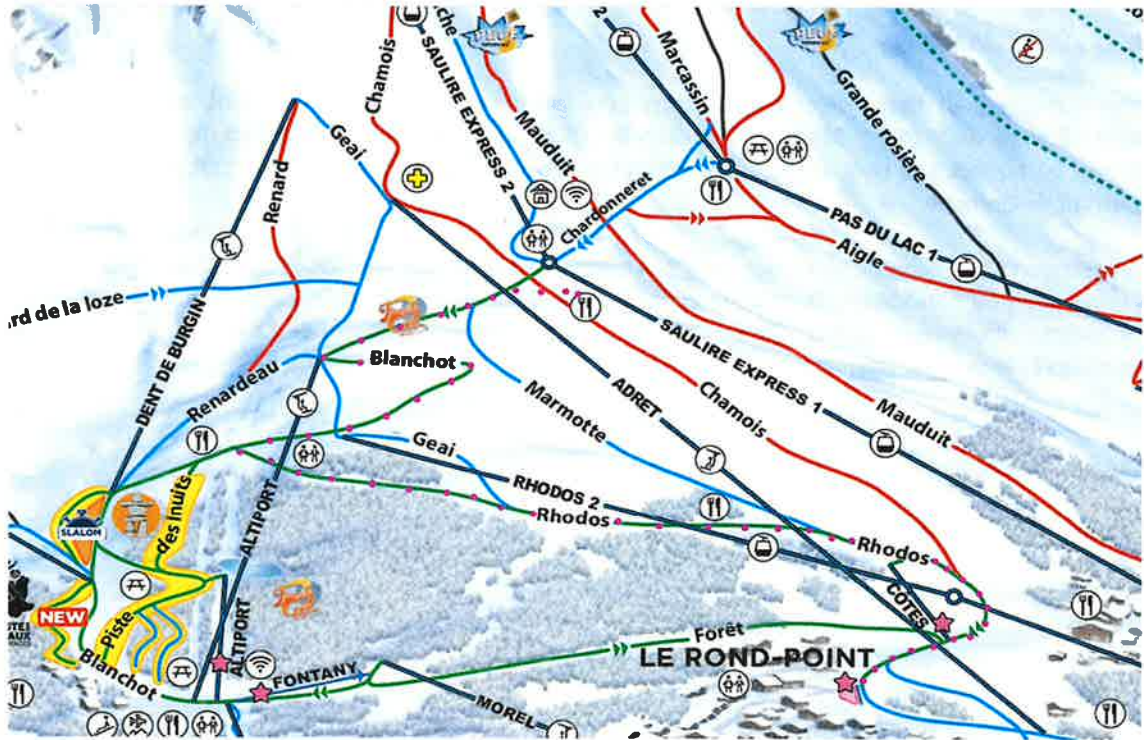 Chamois
SAULIRE EXPRESS 2
Mauduit
2
Marcassin
Grande rosière
Geai
Renard
Chardonneret
PAS DU LAC 1
Aigle
rd de la loze
DENT DE BURGIN
Renardeau
Blanchot
SAULIRE EXPRESS 1
ADRET
Chamois
Mauduit
Marmotte
Geai
RHODOS 2
Rhodos
Rhodos
des Inuits
SLALOM
ALTIPORT
CÔTES
NEW
Piste
ALTIPORT
Forêt
LE ROND-POINT
Blanchot
FONTANY
MOREL